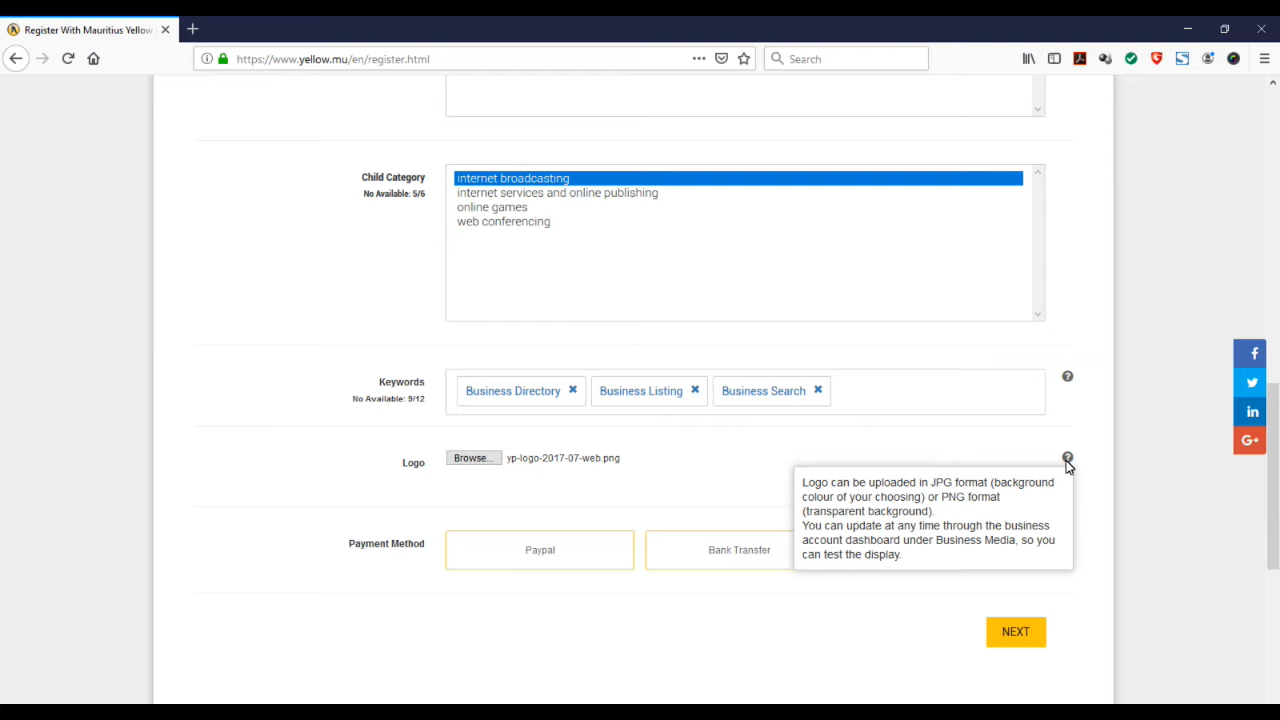 Register With Mauritius Yellow
https://www.yellow.mu/en/register.html
Search
Child Category
No Available: 5/6
internet broadcasting
internet services and online publishing
online games
web conferencing
Keywords
No Available: 9/12
Business Directory
Business Listing
Business Search
Logo
Browse...
yp-logo-2017-07-web.png
Logo can be uploaded in JPG format (background
colour of your choosing) or PNG format
(transparent background).
You can update at any time through the business
account dashboard under Business Media, so you
can test the display.
Payment Method
Paypal
Bank Transfer
NEXT